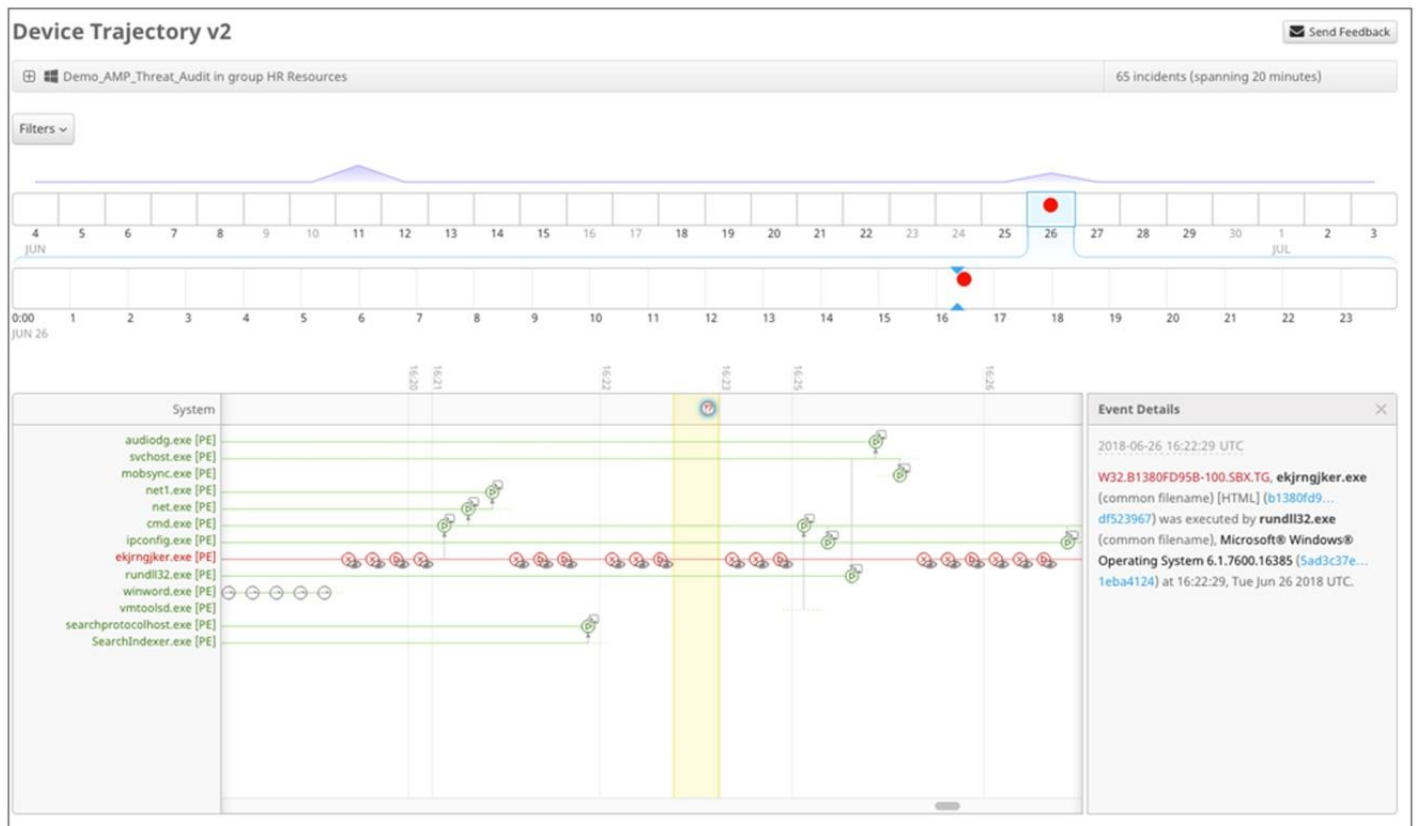 Device Trajectory v2
Send Feedback
Demo_AMP_Threat_Audit in group HR Resources
65 incidents (spanning 20 minutes)
Filters
4 5 6 7 8 9 10 11 12 13 14 15 16 17 18 19 20 21 22 23 24 25 26 27 28 29 30 1 2 3
JUN JUL
0:00 1 2 3 4 5 6 7 8 9 10 11 12 13 14 15 16 17 18 19 20 21 22 23
JUN 26
16:20 16:21 16:22 16:23 16:25 16:26
System
audiodg.exe [PE]
svchost.exe [PE]
mobsync.exe [PE]
net1.exe [PE]
net.exe [PE]
cmd.exe [PE]
ipconfig.exe [PE]
ekjrngjker.exe [PE]
rundll32.exe [PE]
winword.exe [PE]
vmtoolsd.exe [PE]
searchprotocolhost.exe [PE]
SearchIndexer.exe [PE]
Event Details
2018-06-26 16:22:29 UTC
W32.B1380FD95B-100.SBX.TG, ekjrngjker.exe
(common filename) [HTML] (b1380fd9...
df523967) was executed by rundll32.exe
(common filename), Microsoft® Windows®
Operating System 6.1.7600.16385 (5ad3c37e...
1eba4124) at 16:22:29, Tue Jun 26 2018 UTC.